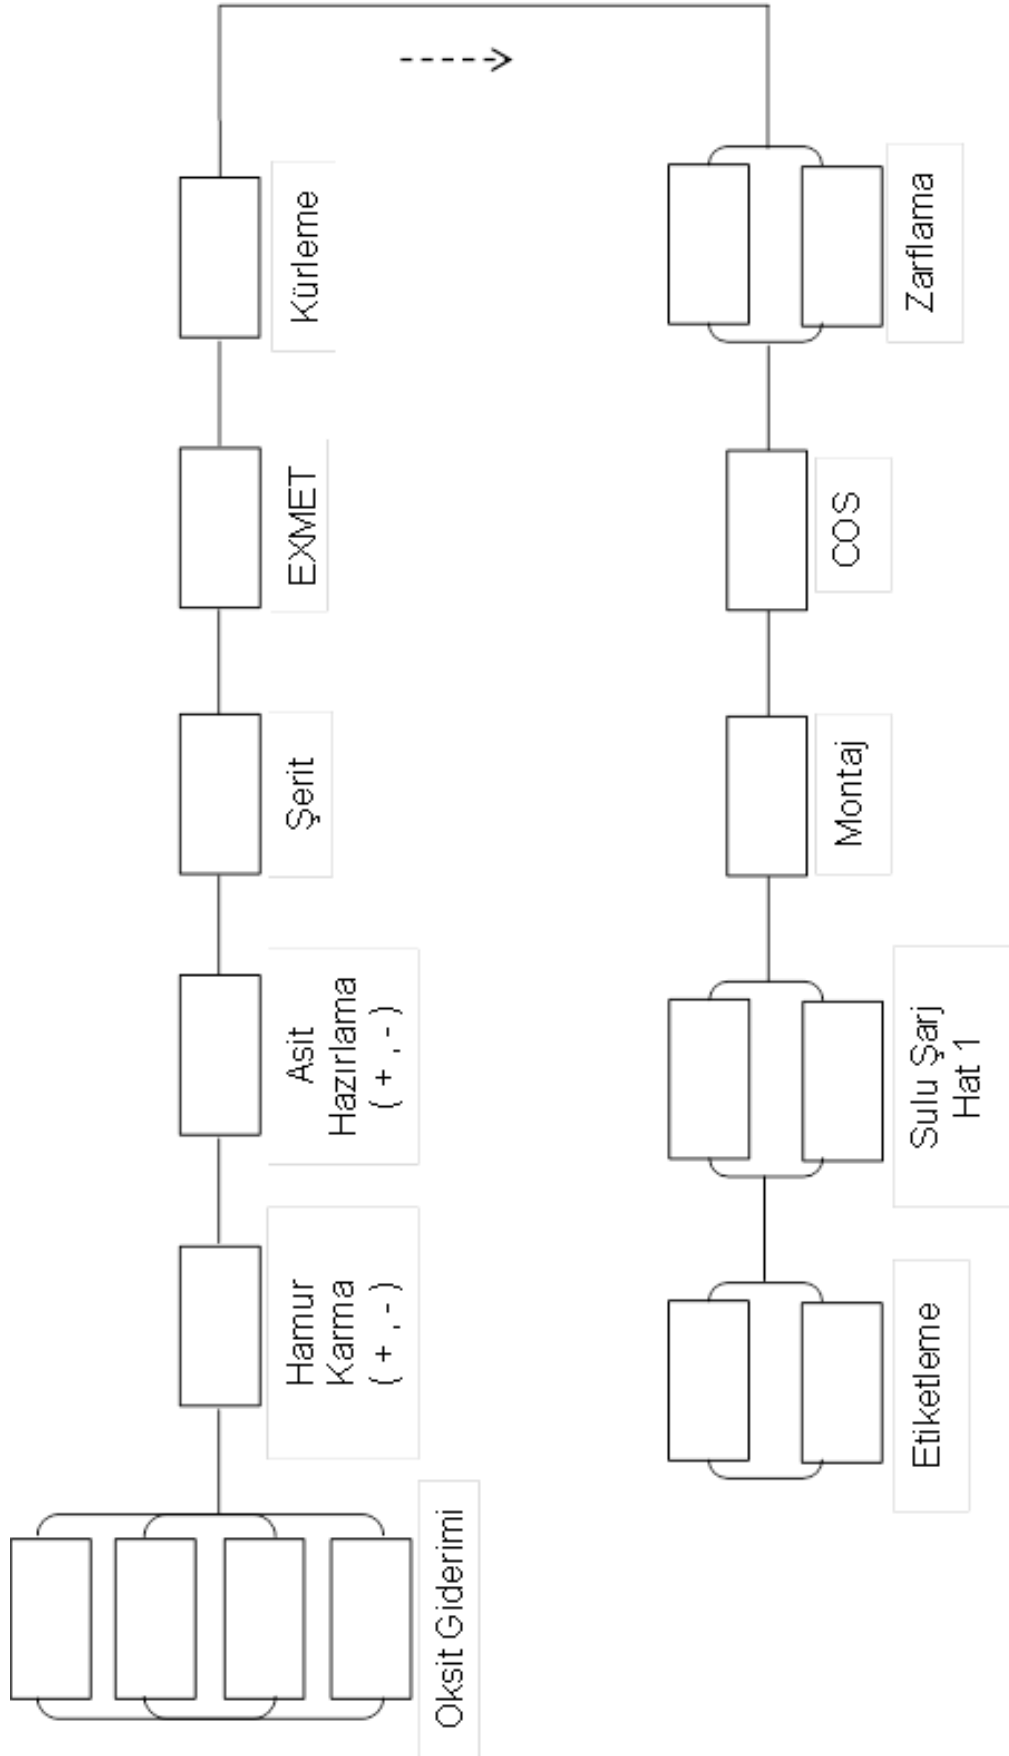 Oksit Giderimi
Hamur
Karma
( + , - )
Asit
Hazırlama
( + , - )
Şerit
EXMET
Kürleme
Zarflama
COS
Montaj
Sulu Şarj
Hat 1
Etiketleme